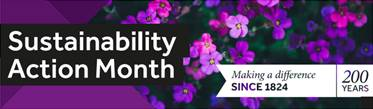 Sustainability
Action Month
Making a difference
SINCE 1824
200
YEARS